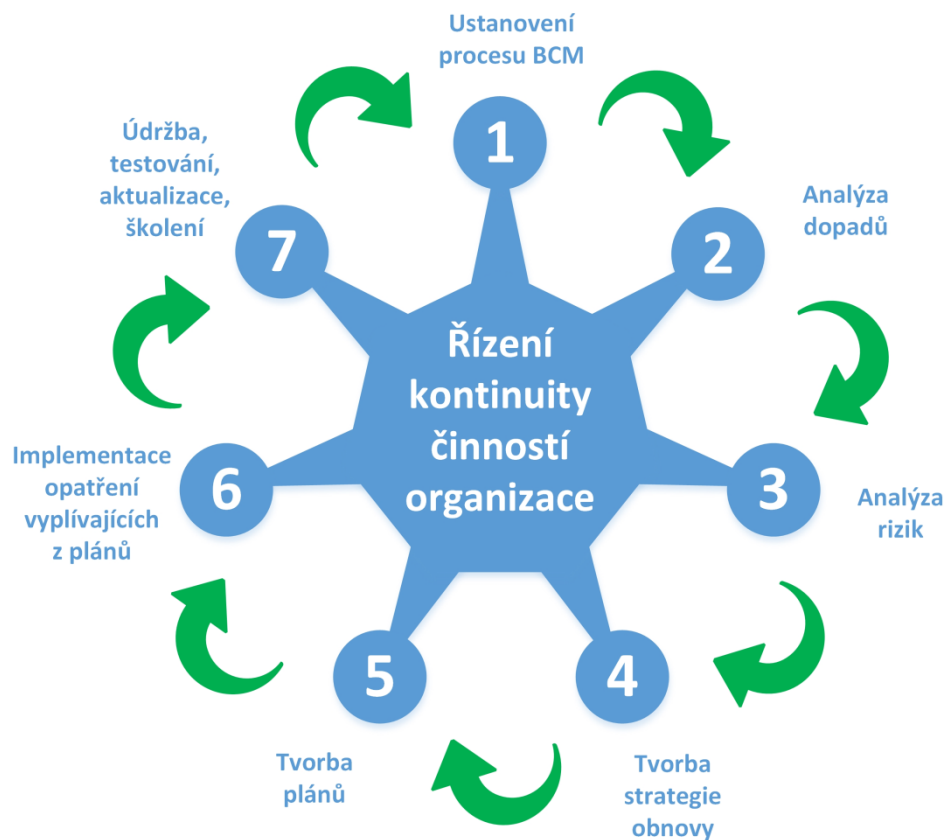 Ustanovení
procesu BCM
1
Analýza
dopadů
2
Analýza
rizik
3
Tvorba
strategie
obnovy
4
Tvorba
plánů
5
Implementace
opatření
vyplívajících
z plánů
6
Údržba,
testování,
aktualizace,
školení
7
Řízení
kontinuity
činností
organizace